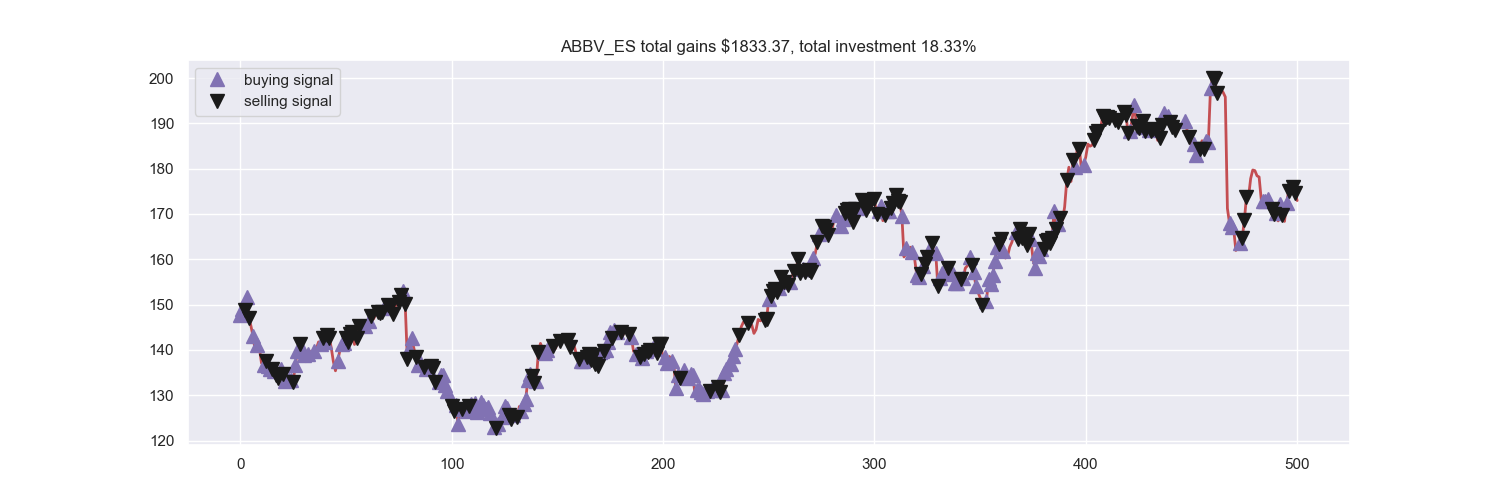 ABBV_ES total gains $1833.37, total investment 18.33%
buying signal
selling signal
200
190
180
170
160
150
140
130
120
0 100 200 300 400 500